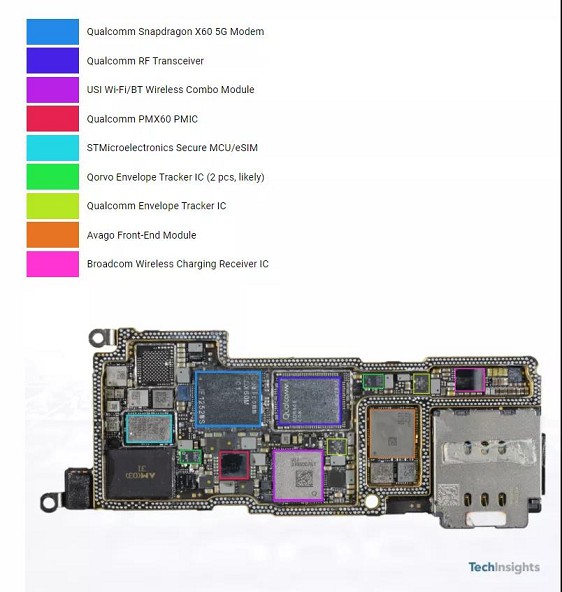 Qualcomm Snapdragon X60 5G Modem
Qualcomm RF Transceiver
USI Wi-Fi/BT Wireless Combo Module
Qualcomm PMX60 PMIC
STMicroelectronics Secure MCU/eSIM
Qorvo Envelope Tracker IC (2 pcs, likely)
Qualcomm Envelope Tracker IC
Avago Front-End Module
Broadcom Wireless Charging Receiver IC
Qualcomm
TechInsights